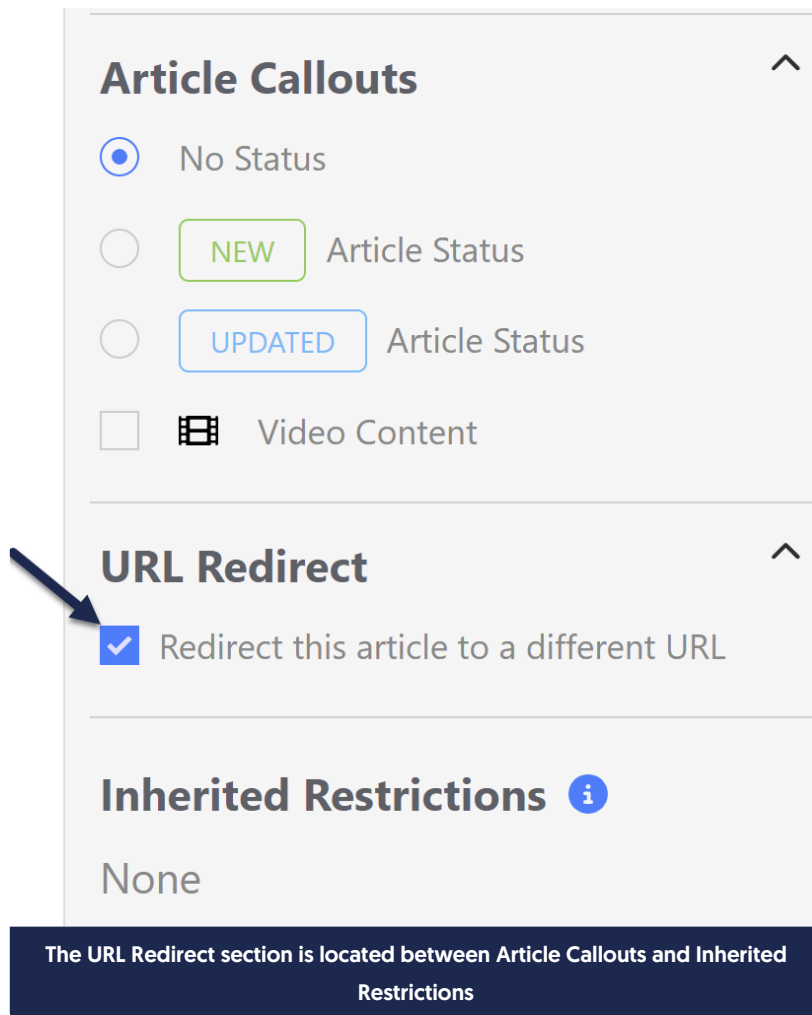 Article Callouts
No Status
NEW Article Status
UPDATED Article Status
Video Content
URL Redirect
Redirect this article to a different URL
Inherited Restrictions
None
The URL Redirect section is located between Article Callouts and Inherited
Restrictions